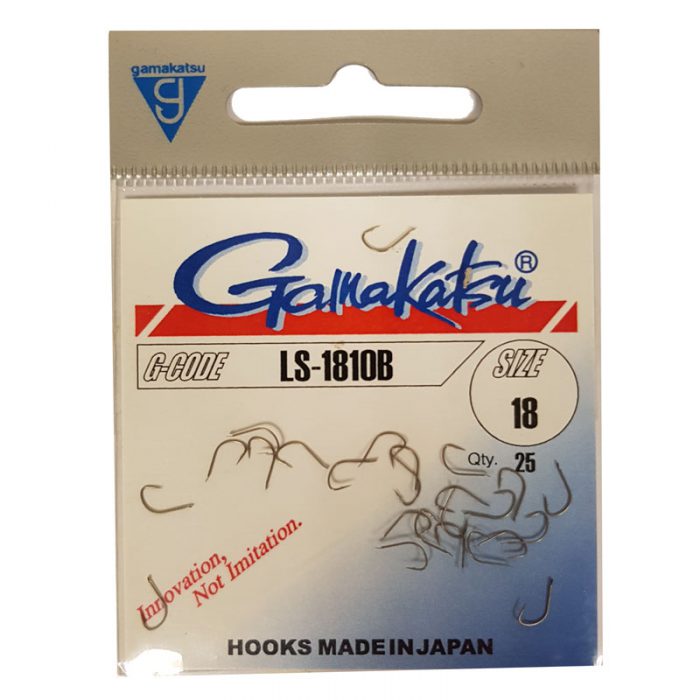 gamakatsu
g
Gamakatsu®
G-CODE LS-1810B SIZE
18
Qty. 25
Innovation,
Not Imitation.
HOOKS MADE IN JAPAN